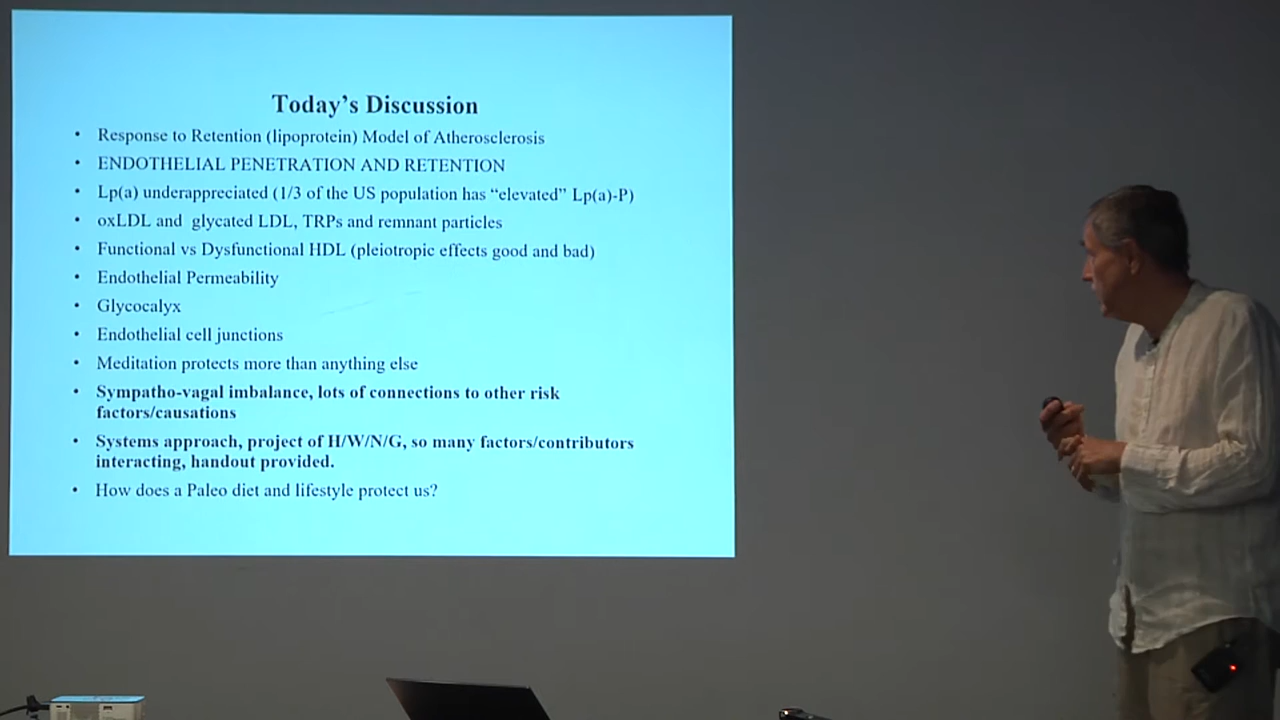 Today’s Discussion
• Response to Retention (lipoprotein) Model of Atherosclerosis
• ENDOTHELIAL PENETRATION AND RETENTION
• Lp(a) underappreciated (1/3 of the US population has “elevated” Lp(a)-P)
• oxLDL and glycated LDL, TRPs and remnant particles
• Functional vs Dysfunctional HDL (pleiotropic effects good and bad)
• Endothelial Permeability
• Glycocalyx
• Endothelial cell junctions
• Meditation protects more than anything else
• Sympatho-vagal imbalance, lots of connections to other risk
factors/causations
• Systems approach, project of H/W/N/G, so many factors/contributors
interacting, handout provided.
• How does a Paleo diet and lifestyle protect us?